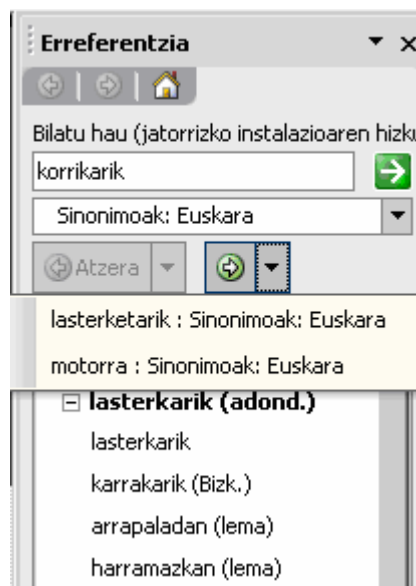 Erreferentzia
Bilatu hau (jatorrizko instalazioaren hizku
korrikarik
Sinonimoak: Euskara
Atzera
lasterketarik : Sinonimoak: Euskara
motorra : Sinonimoak: Euskara
lasterkarik (adond.)
lasterkarik
karrakarik (Bizk.)
arrapaladan (lema)
harramazkan (lema)